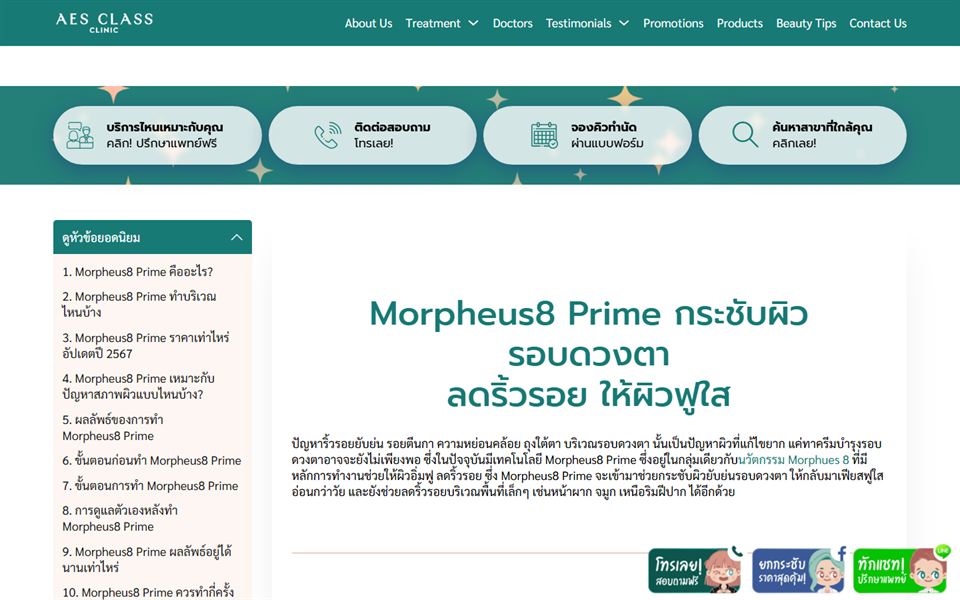 AES CLASS
CLINIC
About Us
Treatment
Doctors
Testimonials
Promotions
Products
Beauty Tips
Contact Us
บริการไหนเหมาะกับคุณ
คลิก! ปรึกษาแพทย์ฟรี
ติดต่อสอบถาม
โทรเลย!
จองคิวทำนัด
ผ่านแบบฟอร์ม
ค้นหาสาขาที่ใกล้คุณ
คลิกเลย!
ดูหัวข้อยอดนิยม
1. Morpheus8 Prime คืออะไร?
2. Morpheus8 Prime ทำบริเวณ
ไหนบ้าง
3. Morpheus8 Prime ราคาเท่าไหร่
อัปเดตปี 2567
4. Morpheus8 Prime เหมาะกับ
ปัญหาสภาพผิวแบบไหนบ้าง?
5. ผลลัพธ์ของการทำ
Morpheus8 Prime
6. ขั้นตอนก่อนทำ Morpheus8 Prime
7. ขั้นตอนการทำ Morpheus8 Prime
8. การดูแลตัวเองหลังทำ
Morpheus8 Prime
9. Morpheus8 Prime ผลลัพธ์อยู่ได้
นานเท่าไหร่
10. Morpheus8 Prime ควรทำกี่ครั้ง
Morpheus8 Prime กระชับผิว
รอบดวงตา
ลดริ้วรอย ให้ผิวฟูใส
ปัญหาริ้วรอยยับย่น รอยตีนกา ความหย่อนคล้อย ถุงใต้ตา บริเวณรอบดวงตา นั้นเป็นปัญหาผิวที่แก้ไขยาก แค่ทาครีมบำรุงรอบ
ดวงตาอาจจะยังไม่เพียงพอ ซึ่งในปัจจุบันมีเทคโนโลยี Morpheus8 Prime ซึ่งอยู่ในกลุ่มเดียวกับนวัตกรรม Morphues 8 ที่มี
หลักการทำงานช่วยให้ผิวอิ่มฟู ลดริ้วรอย ซึ่ง Morpheus8 Prime จะเข้ามาช่วยกระชับผิวยับย่นรอบดวงตา ให้กลับมาเฟียสฟูใส
อ่อนกว่าวัย และยังช่วยลดริ้วรอยบริเวณพื้นที่เล็กๆ เช่นหน้าผาก จมูก เหนือริมฝีปาก ได้อีกด้วย
โทรเลย!
สอบถามฟรี
ยกกระชับ
ราคาสุดคุ้ม!
ทักแชท!
ปรึกษาแพทย์
LINE